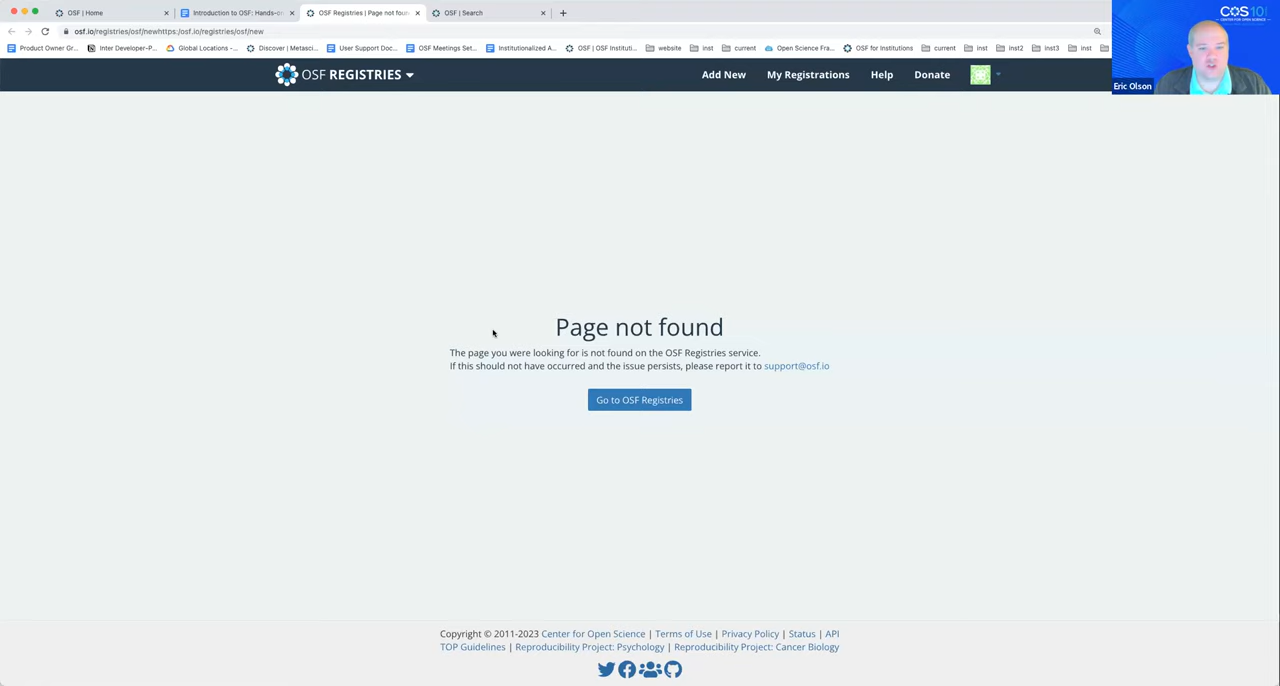 OSF | Home
Introduction to OSF: Hands-on
OSF Registries | Page not foun
OSF | Search
osf.io/registries/osf/newhttps:/osf.io/registries/osf/new
Product Owner Gr...
Inter Developer-P...
Global Locations -...
Discover | Metasci...
User Support Doc...
OSF Meetings Set...
Institutionalized A...
OSF | OSF Instituti...
website
inst
current
Open Science Fra...
OSF for Institutions
current
inst
inst2
inst3
inst
COS 10!
CENTER FOR OPEN SCIENCE
Eric Olson
OSF REGISTRIES
Add New
My Registrations
Help
Donate
Page not found
The page you were looking for is not found on the OSF Registries service.
If this should not have occurred and the issue persists, please report it to support@osf.io
Go to OSF Registries
Copyright © 2011-2023 Center for Open Science | Terms of Use | Privacy Policy | Status | API
TOP Guidelines | Reproducibility Project: Psychology | Reproducibility Project: Cancer Biology